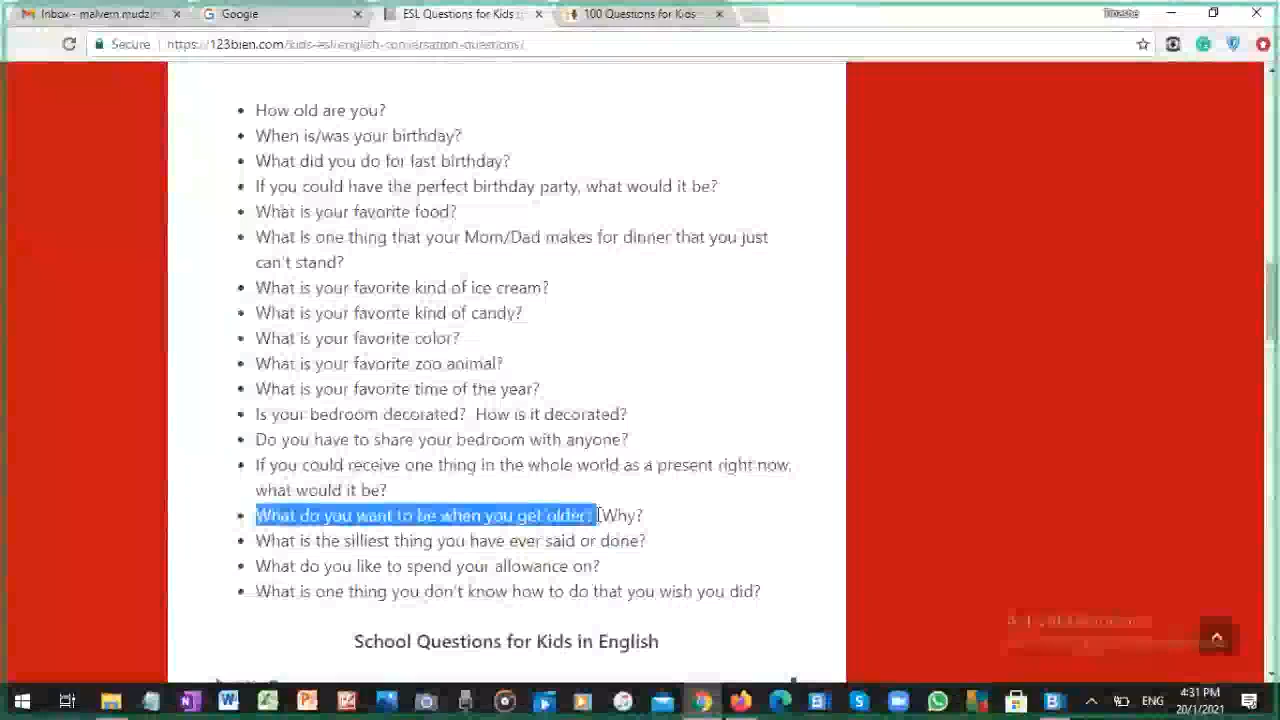 Inbox - malvern mudzi
Google
ESL Questions for Kids
100 Questions for Kids
Tinashe
Secure
https://123bien.com/kids-esl/english-conversation-questions/
How old are you?
When is/was your birthday?
What did you do for last birthday?
If you could have the perfect birthday party, what would it be?
What is your favorite food?
What is one thing that your Mom/Dad makes for dinner that you just
can't stand?
What is your favorite kind of ice cream?
What is your favorite kind of candy?
What is your favorite color?
What is your favorite zoo animal?
What is your favorite time of the year?
Is your bedroom decorated? How is it decorated?
Do you have to share your bedroom with anyone?
If you could receive one thing in the whole world as a present right now,
what would it be?
What do you want to be when you get older? Why?
What is the silliest thing you have ever said or done?
What do you like to spend your allowance on?
What is one thing you don't know how to do that you wish you did?
School Questions for Kids in English
ENG
4:31 PM
20/1/2021